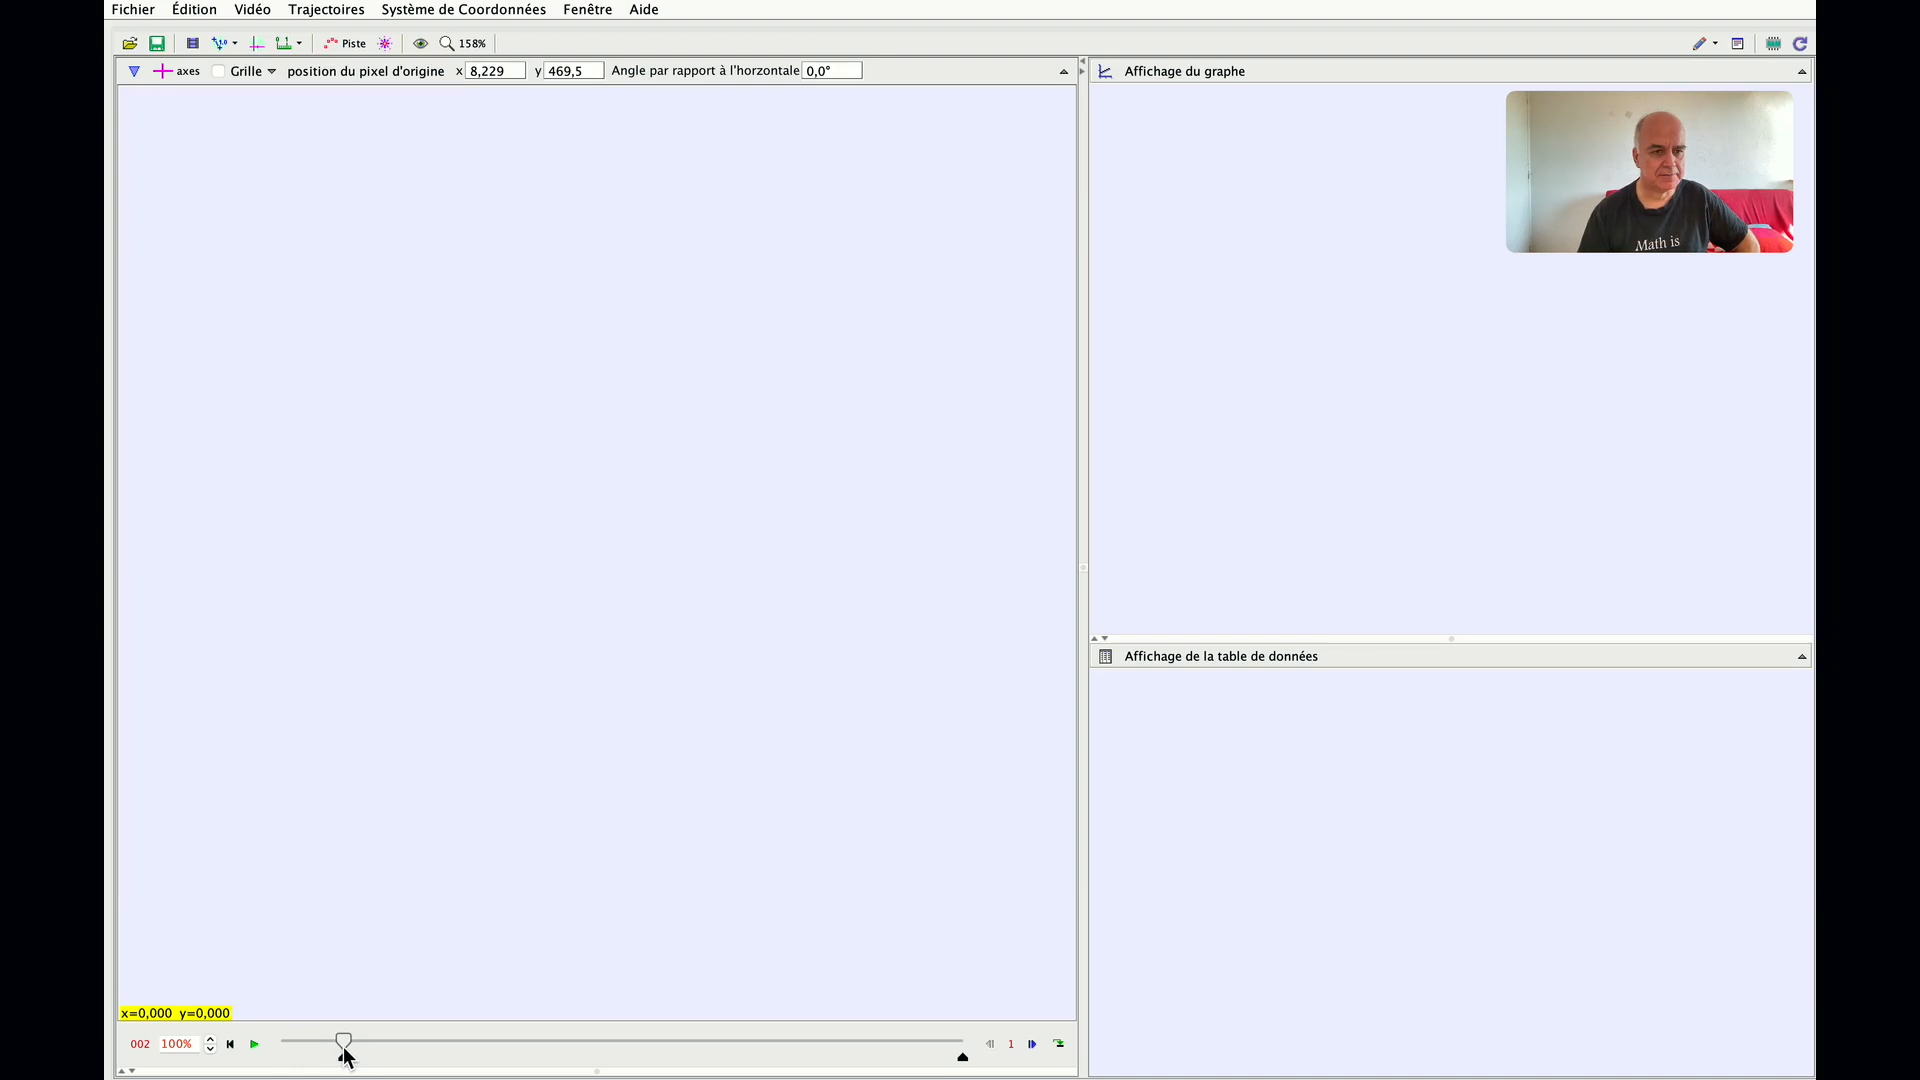 Fichier Édition Vidéo Trajectoires Système de Coordonnées Fenêtre Aide
Piste 158%
axes Grille position du pixel d'origine x 8,229 y 469,5 Angle par rapport à l'horzontale 0,0°
Affichage du graphe
Math is
Affichage de la table de données
x=0,000 y=0,000
002 100% 1